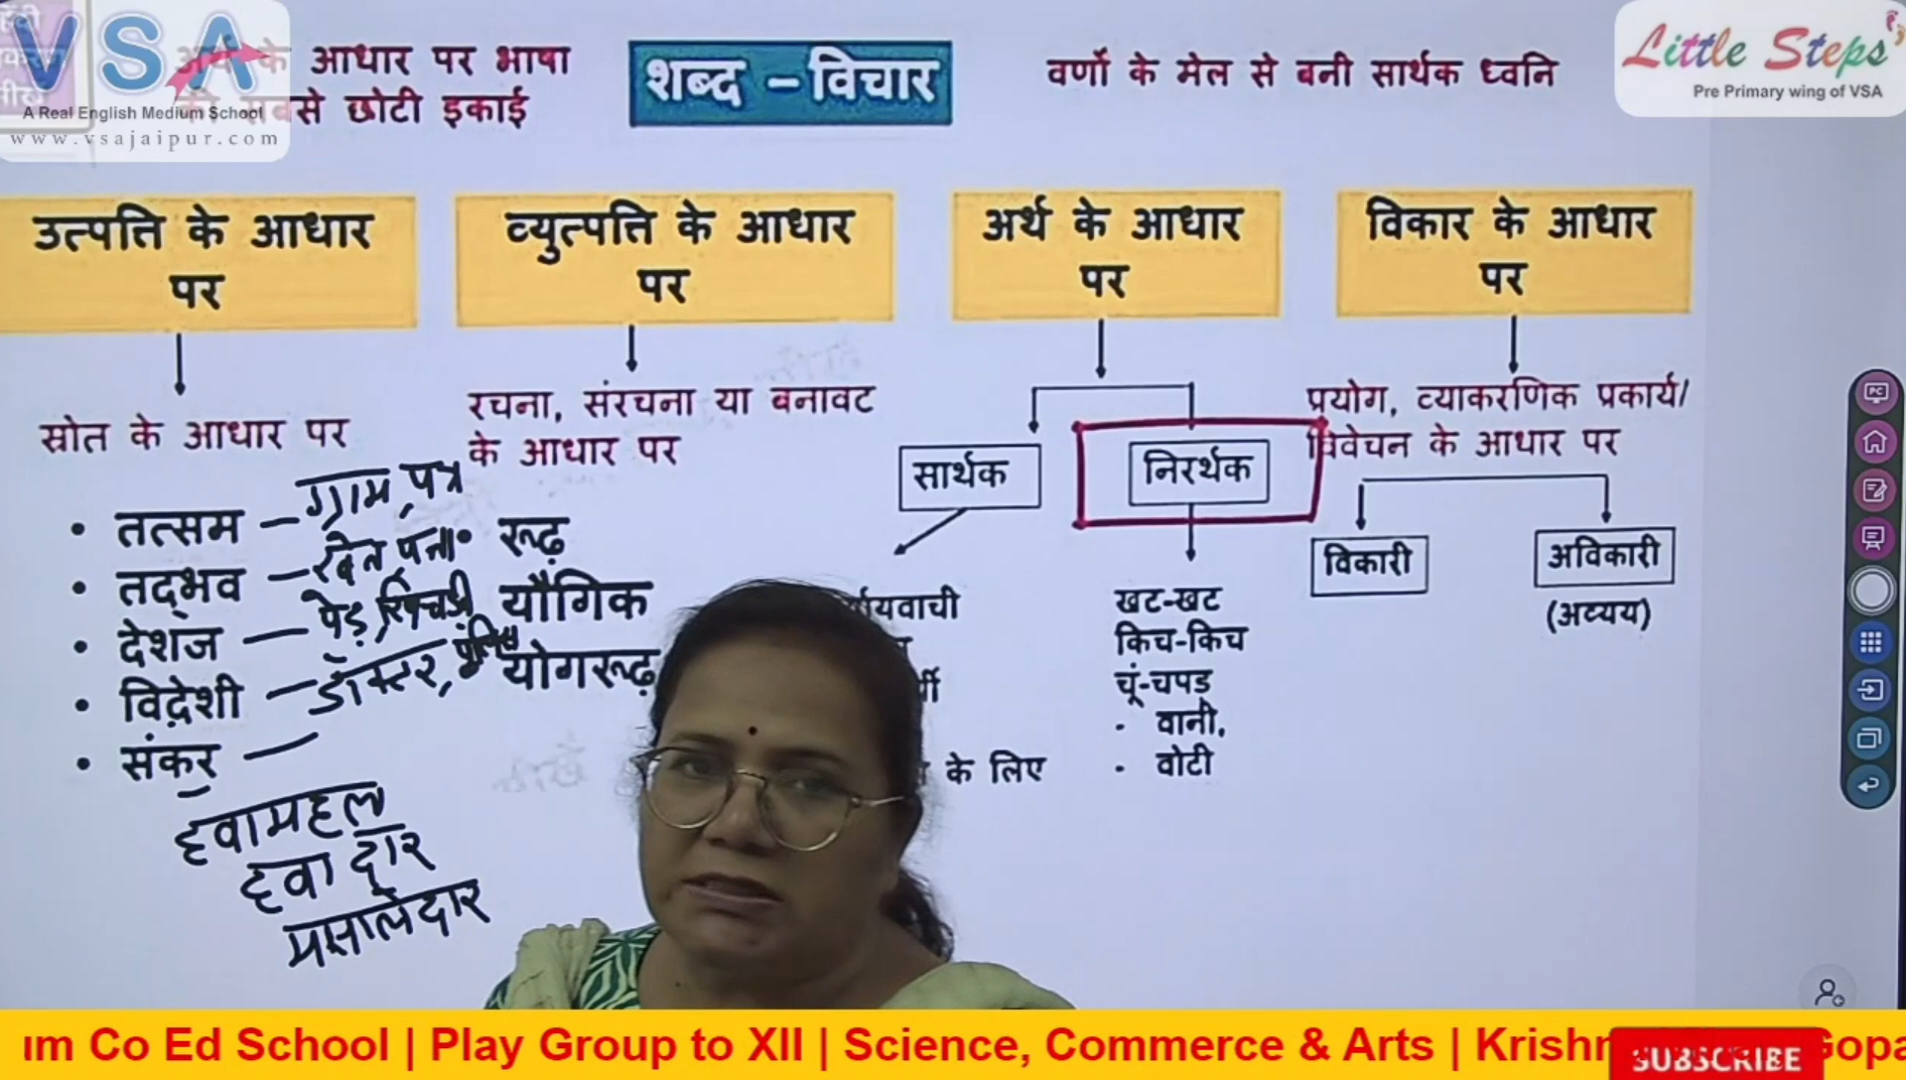 VSA
A Real English Medium School
www.vsajaipur.com
के आधार पर भाषा
सबसे छोटी इकाई
शब्द – विचार
वर्णों के मेल से बनी सार्थक ध्वनि
Little Steps
Pre Primary wing of VSA
उत्पत्ति के आधार
पर
स्रोत के आधार पर
• तत्सम — ग्राम, पत्र
• तद्भव — खेत, पत्ता
• देशज — पेड़, खिचड़ी
• विदेशी — डॉक्टर, पुलिस
• संकर —
हवामहल
हवा दार
मसालेदार
व्युत्पत्ति के आधार
पर
रचना, संरचना या बनावट
के आधार पर
• रूढ़
यौगिक
योगरूढ़
अर्थ के आधार
पर
सार्थक
निरर्थक
के लिए
खट-खट
किच-किच
चूं-चपड़
- वानी,
- वोटी
विकार के आधार
पर
प्रयोग, व्याकरणिक प्रकार्य/
विवेचन के आधार पर
विकारी
अविकारी
(अव्यय)
Co Ed School | Play Group to XII | Science, Commerce & Arts |
SUBSCRIBE